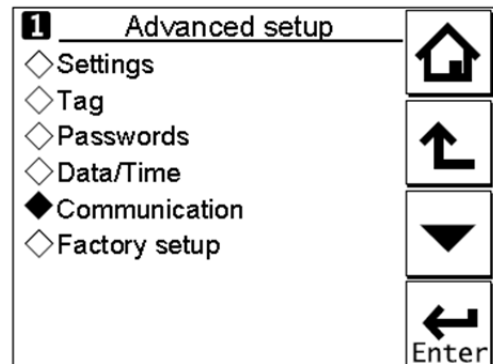 1 Advanced setup
Settings
Tag
Passwords
Data/Time
Communication
Factory setup
Enter